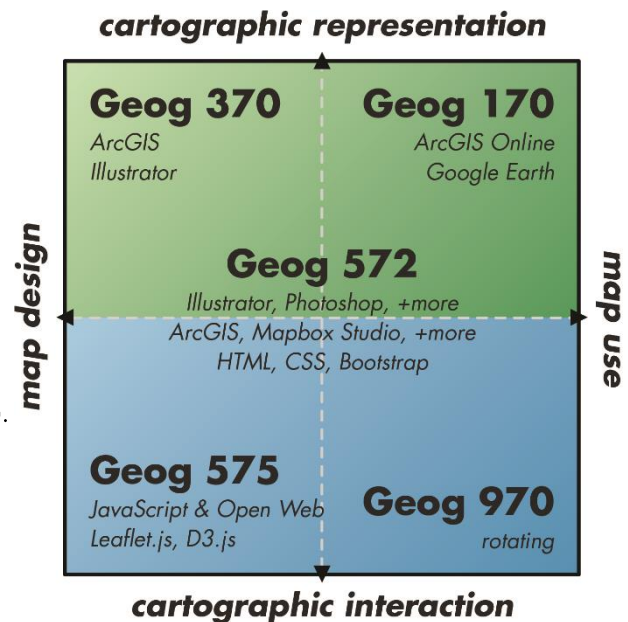 cartographic representation
Geog 370
ArcGIS
Illustrator
Geog 170
ArcGIS Online
Google Earth
map design
map use
Geog 572
Illustrator, Photoshop, +more
ArcGIS, Mapbox Studio, +more
HTML, CSS, Bootstrap
.
Geog 575
JavaScript & Open Web
Leaflet.js, D3.js
Geog 970
rotating
cartographic interaction